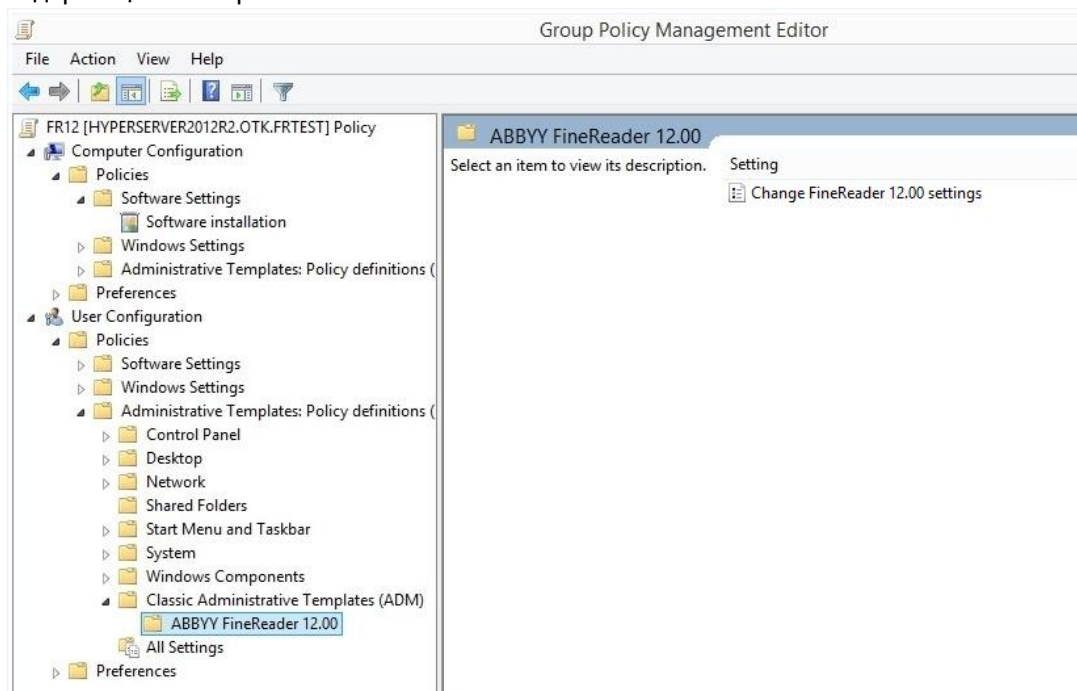 Group Policy Management Editor
File Action View Help
FR12 [HYPERSERVER2012R2.OTK.FRTEST] Policy
Computer Configuration
Policies
Software Settings
Software installation
Windows Settings
Administrative Templates: Policy definitions (
Preferences
User Configuration
Policies
Software Settings
Windows Settings
Administrative Templates: Policy definitions (
Control Panel
Desktop
Network
Shared Folders
Start Menu and Taskbar
System
Windows Components
Classic Administrative Templates (ADM)
ABBYY FineReader 12.00
All Settings
Preferences
ABBYY FineReader 12.00
Select an item to view its description.
Setting
Change FineReader 12.00 settings